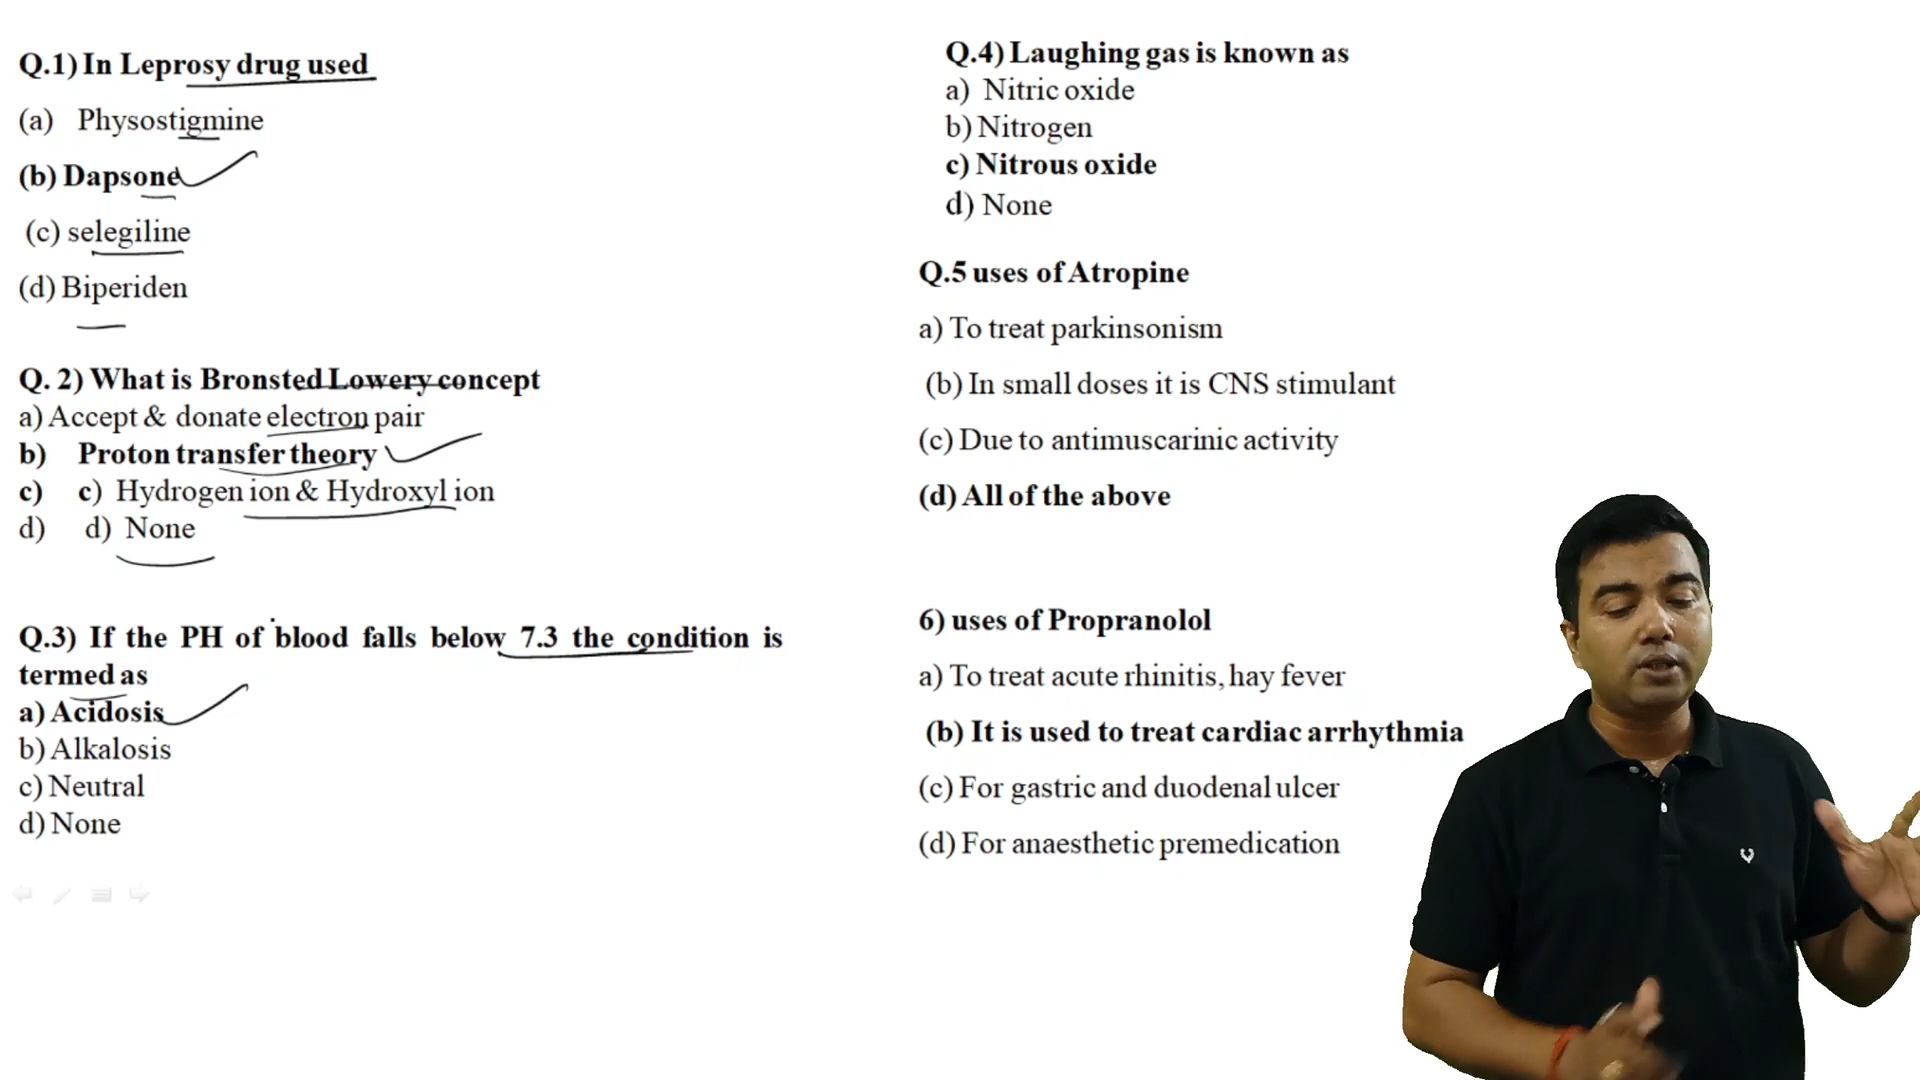 Q.1) In Leprosy drug used
(a) Physostigmine
(b) Dapsone
(c) selegiline
(d) Biperiden
Q. 2) What is Bronsted Lowery concept
a) Accept & donate electron pair
b) Proton transfer theory
c) c) Hydrogen ion & Hydroxyl ion
d) d) None
Q.3) If the PH of blood falls below 7.3 the condition is
termed as
a) Acidosis
b) Alkalosis
c) Neutral
d) None
Q.4) Laughing gas is known as
a) Nitric oxide
b) Nitrogen
c) Nitrous oxide
d) None
Q.5 uses of Atropine
a) To treat parkinsonism
(b) In small doses it is CNS stimulant
(c) Due to antimuscarinic activity
(d) All of the above
6) uses of Propranolol
a) To treat acute rhinitis, hay fever
(b) It is used to treat cardiac arrhythmia
(c) For gastric and duodenal ulcer
(d) For anaesthetic premedication